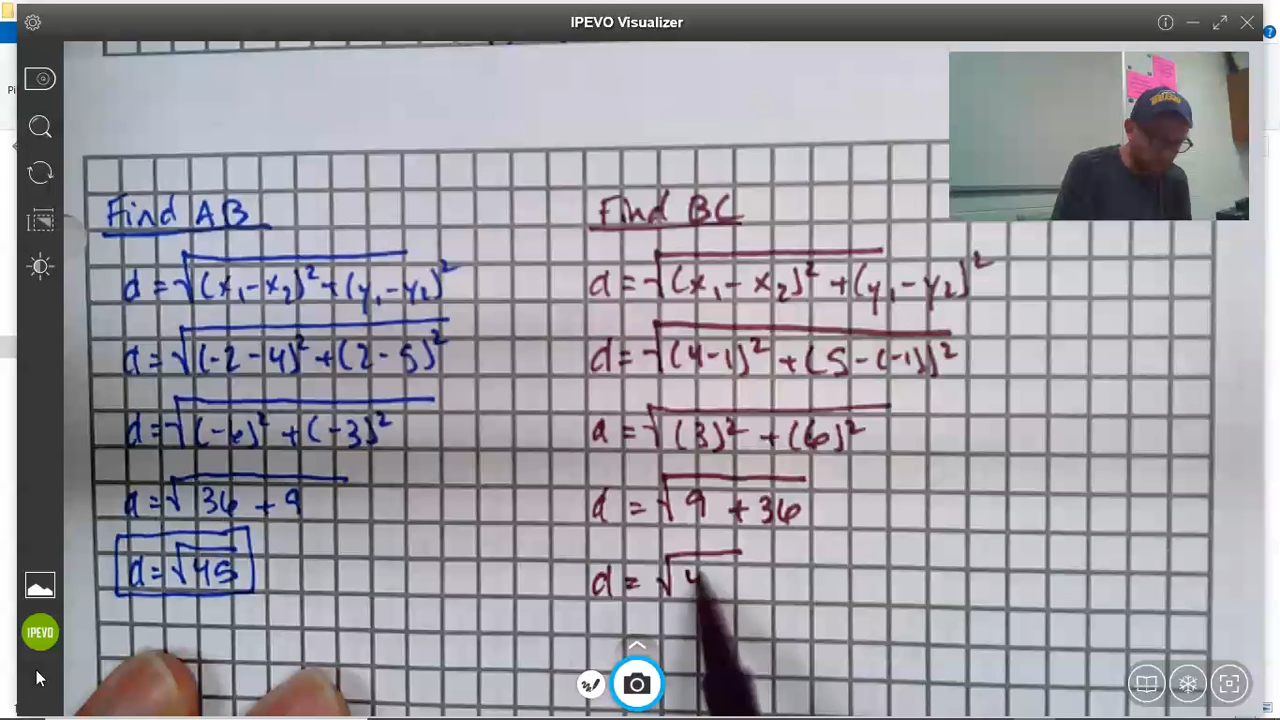 IPEVO Visualizer
Find AB
d=√(x₁-x₂)²+(y₁-y₂)²
d=√(-2-4)²+(2-5)²
d=√(-6)²+(-3)²
d=√36+9
d=√45
Find BC
d=√(x₁-x₂)²+(y₁-y₂)²
d=√(4-1)²+(5-(-1))²
d=√(3)²+(6)²
d=√9+36
d=√4
IPEVO